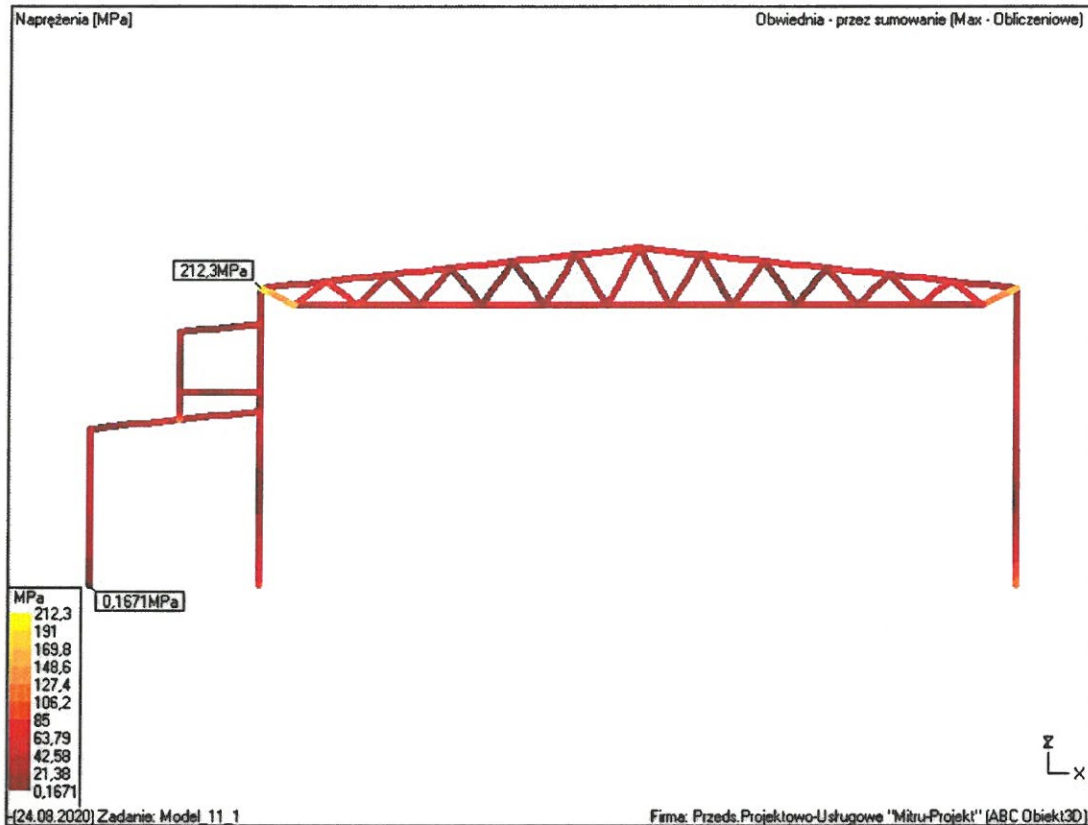 Naprężenia [MPa]
Obwiednia - przez sumowanie (Max - Obliczeniowe)
212,3MPa
0,1671MPa
MPa
212,3
191
169,8
148,6
127,4
106,2
85
63,79
42,58
21,38
0,1671
Z
X
[24.08.2020] Zadanie: Model_11_1
Firma: Przeds.Projektowo-Usługowe "Mitru-Projekt" [ABC Obiekt3D]